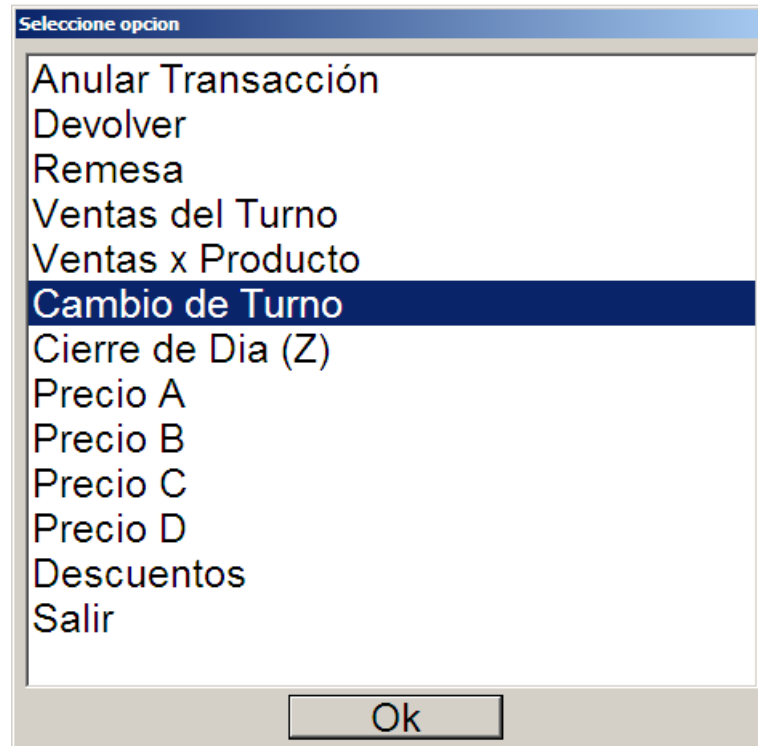 Seleccione opcion
Anular Transacción
Devolver
Remesa
Ventas del Turno
Ventas x Producto
Cambio de Turno
Cierre de Dia (Z)
Precio A
Precio B
Precio C
Precio D
Descuentos
Salir
Ok